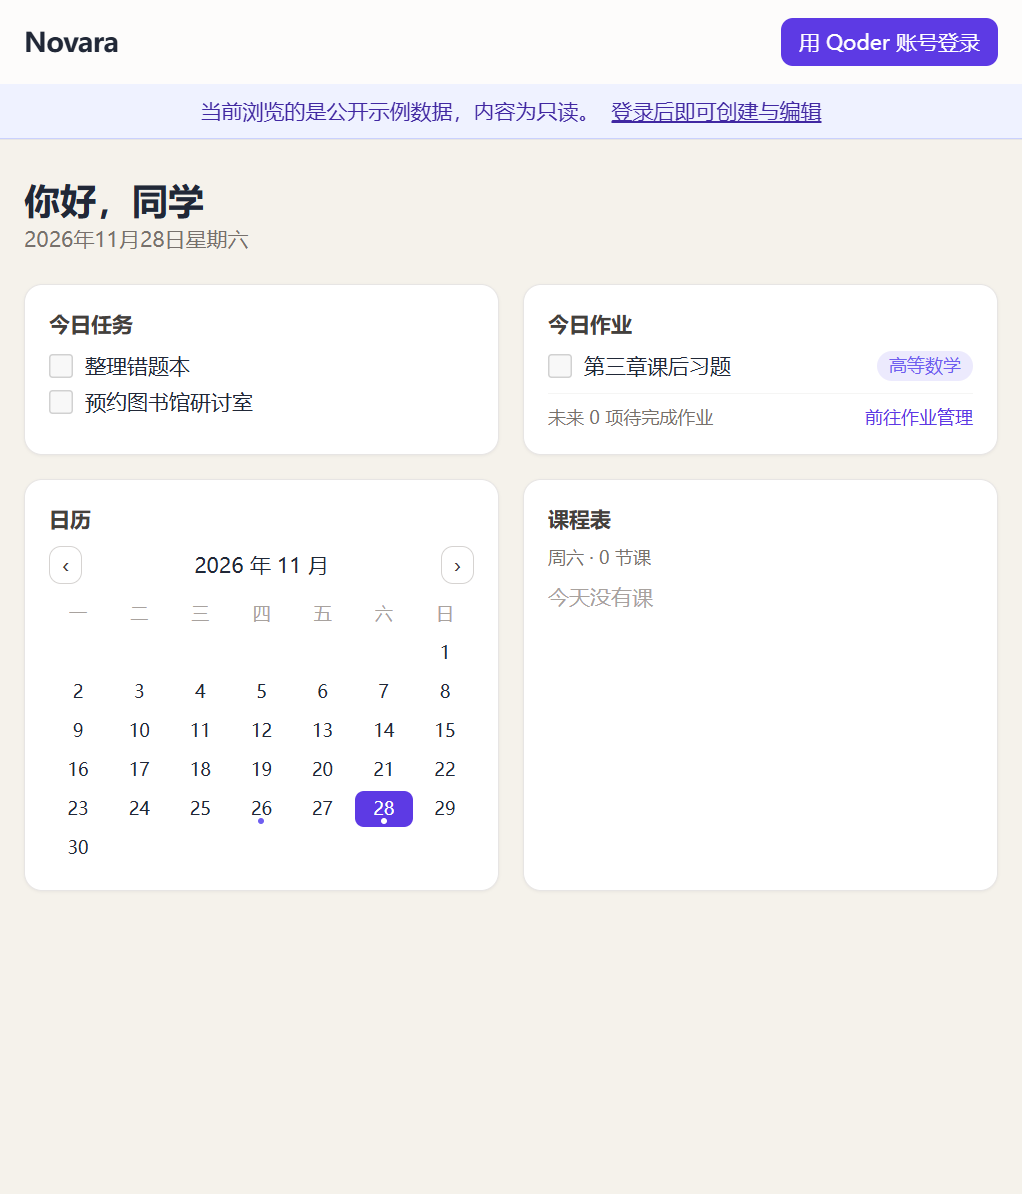 Novara
用 Qoder 账号登录
当前浏览的是公开示例数据，内容为只读。 登录后即可创建与编辑
你好，同学
2026年11月28日星期六
今日任务
整理错题本
预约图书馆研讨室
今日作业
第三章课后习题 高等数学
未来 0 项待完成作业 前往作业管理
日历
‹ 2026 年 11 月 ›
一 二 三 四 五 六 日
1
2 3 4 5 6 7 8
9 10 11 12 13 14 15
16 17 18 19 20 21 22
23 24 25 26 27 28 29
30
课程表
周六 · 0 节课
今天没有课